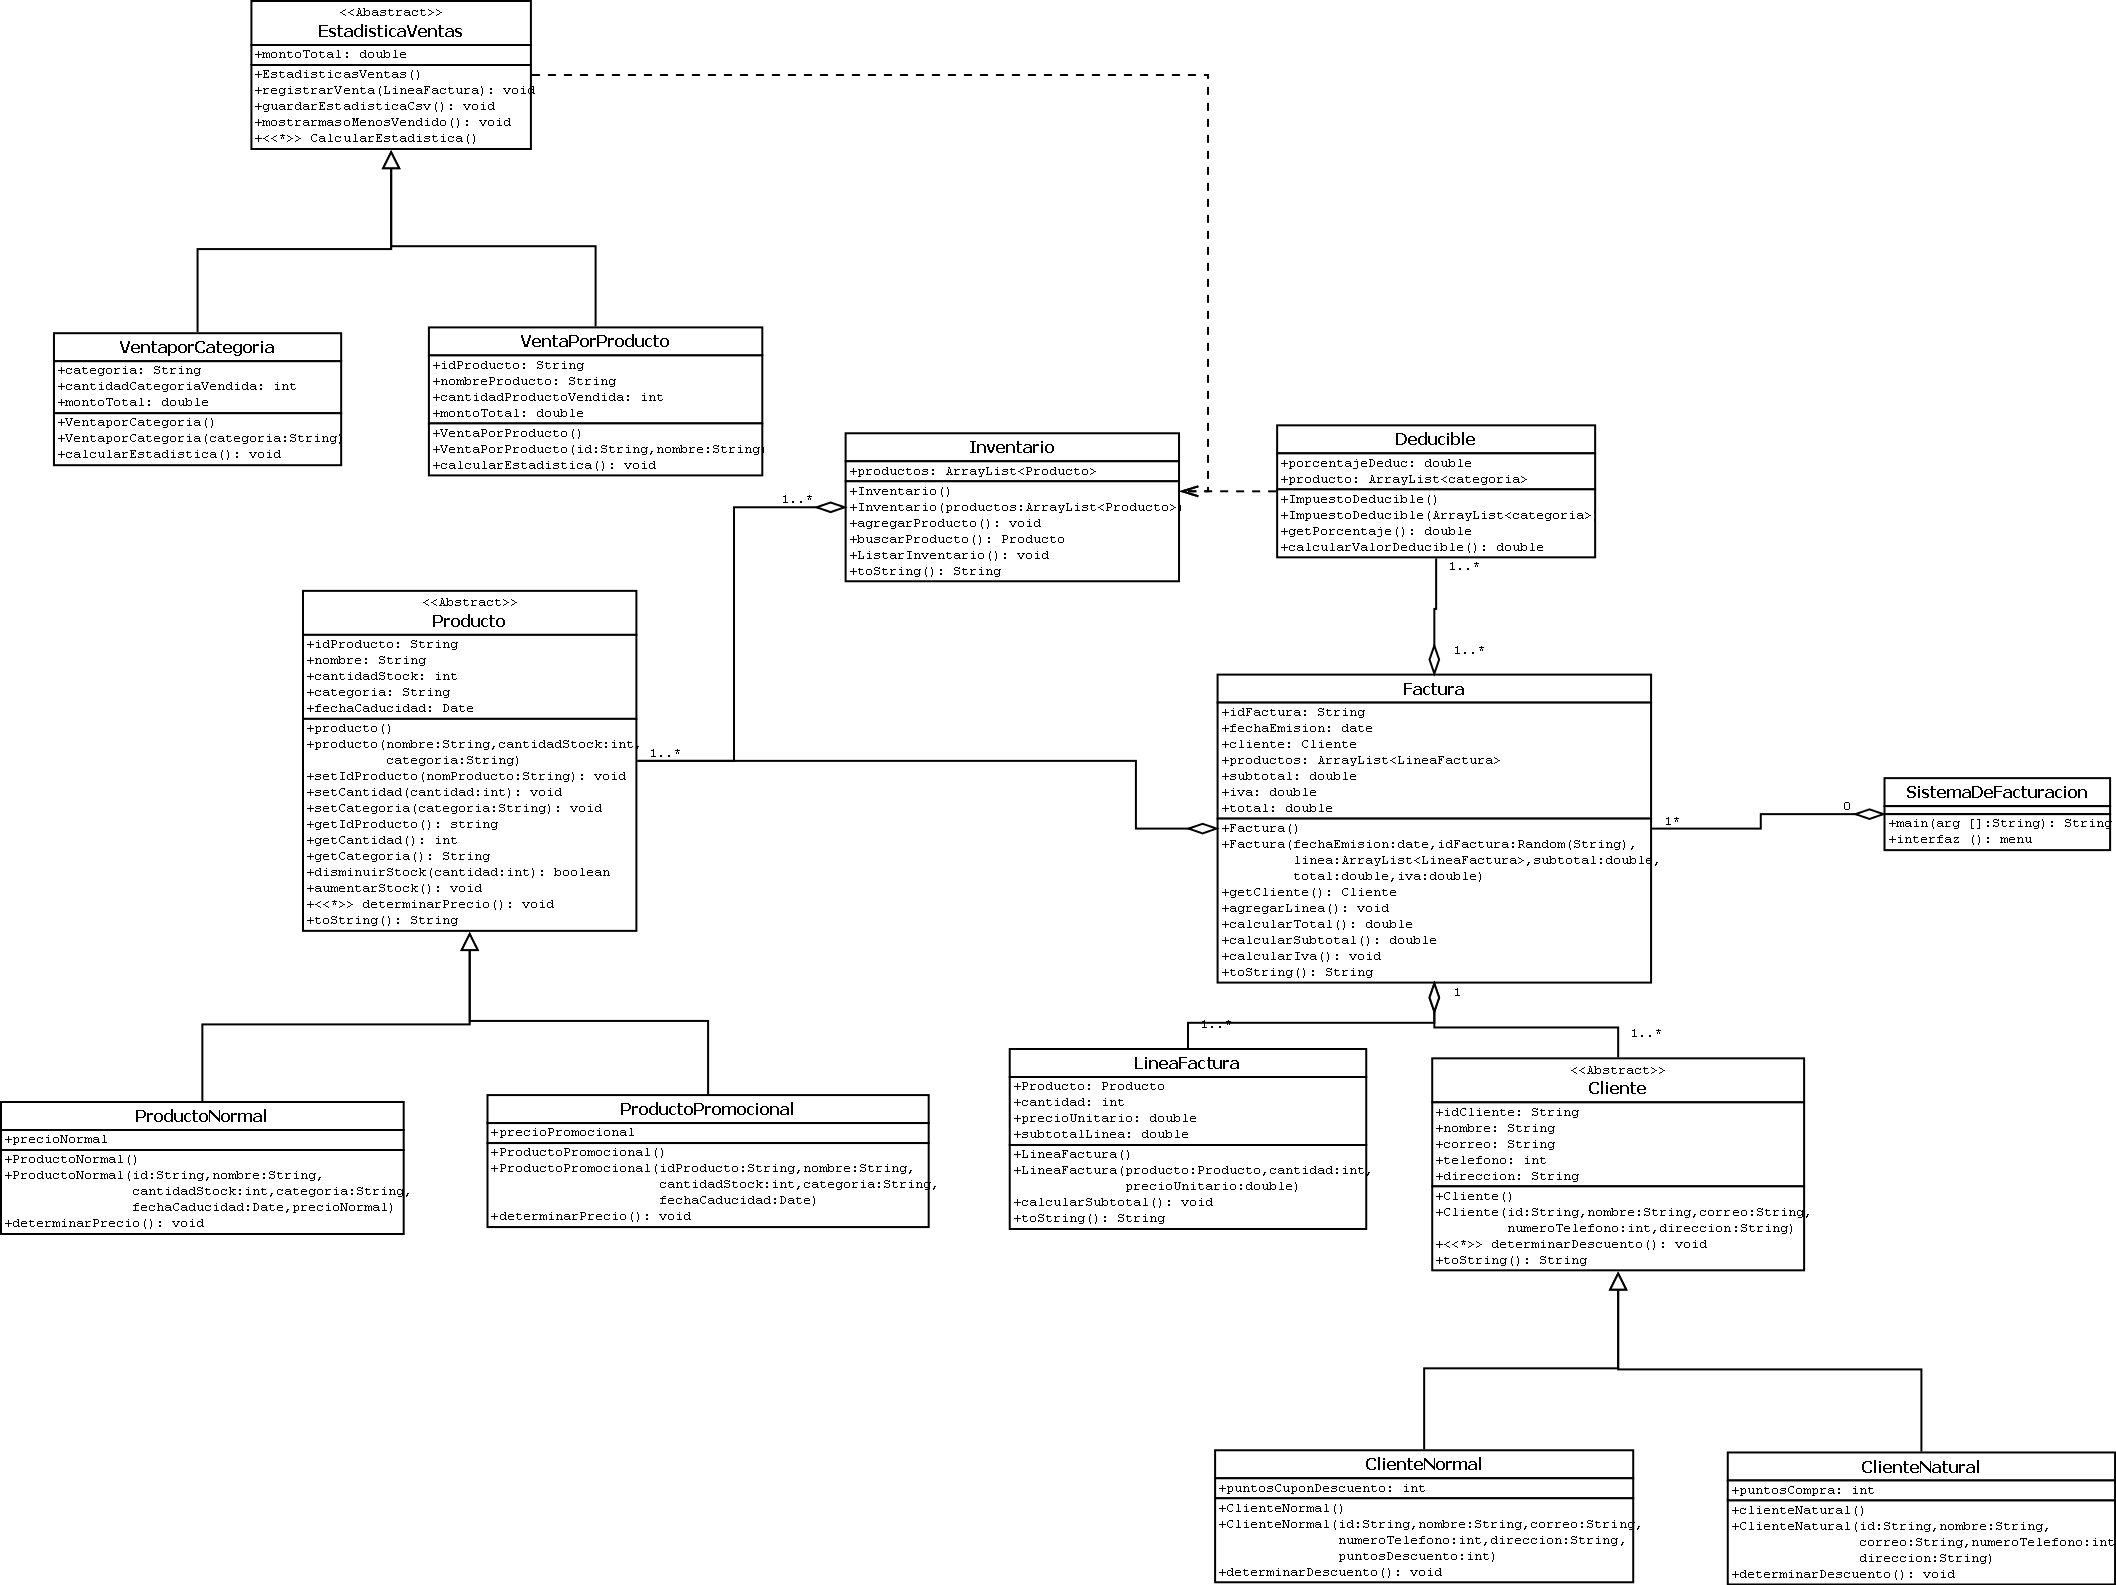 <<Abastract>>
EstadisticaVentas
+montoTotal: double
+EstadisticasVentas()
+registrarVenta(LineaFactura): void
+guardarEstadisticaCsv(): void
+mostrarmasoMenosVendido(): void
+<<*>> CalcularEstadistica()
VentaporCategoria
+categoria: String
+cantidadCategoriaVendida: int
+montoTotal: double
+VentaporCategoria()
+VentaporCategoria(categoria:String)
+calcularEstadistica(): void
VentaPorProducto
+idProducto: String
+nombreProducto: String
+cantidadProductoVendida: int
+montoTotal: double
+VentaPorProducto()
+VentaPorProducto(id:String,nombre:String)
+calcularEstadistica(): void
Inventario
+productos: ArrayList<Producto>
+Inventario()
+Inventario(productos:ArrayList<Producto>)
+agregarProducto(): void
+buscarProducto(): Producto
+ListarInventario(): void
+toString(): String
1..*
Deducible
+porcentajeDeduc: double
+producto: ArrayList<categoria>
+ImpuestoDeducible()
+ImpuestoDeducible(ArrayList<categoria>
+getPorcentaje(): double
+calcularValorDeducible(): double
1..*
1..*
<<Abstract>>
Producto
+idProducto: String
+nombre: String
+cantidadStock: int
+categoria: String
+fechaCaducidad: Date
+producto()
+producto(nombre:String,cantidadStock:int,
categoria:String)
+setIdProducto(nomProducto:String): void
+setCantidad(cantidad:int): void
+setCategoria(categoria:String): void
+getIdProducto(): string
+getCantidad(): int
+getCategoria(): String
+disminuirStock(cantidad:int): boolean
+aumentarStock(): void
+<<*>> determinarPrecio(): void
+toString(): String
1..*
Factura
+idFactura: String
+fechaEmision: date
+cliente: Cliente
+productos: ArrayList<LineaFactura>
+subtotal: double
+iva: double
+total: double
+Factura()
+Factura(fechaEmision:date,idFactura:Random(String),
linea:ArrayList<LineaFactura>,subtotal:double,
total:double,iva:double)
+getCliente(): Cliente
+agregarLinea(): void
+calcularTotal(): double
+calcularSubtotal(): double
+calcularIva(): void
+toString(): String
1*
0
SistemaDeFacturacion
+main(arg []:String): String
+interfaz (): menu
1
1..*
1..*
ProductoNormal
+precioNormal
+ProductoNormal()
+ProductoNormal(id:String,nombre:String,
cantidadStock:int,categoria:String,
fechaCaducidad:Date,precioNormal)
+determinarPrecio(): void
ProductoPromocional
+precioPromocional
+ProductoPromocional()
+ProductoPromocional(idProducto:String,nombre:String,
cantidadStock:int,categoria:String,
fechaCaducidad:Date)
+determinarPrecio(): void
LineaFactura
+Producto: Producto
+cantidad: int
+precioUnitario: double
+subtotalLinea: double
+LineaFactura()
+LineaFactura(producto:Producto,cantidad:int,
precioUnitario:double)
+calcularSubtotal(): void
+toString(): String
<<Abstract>>
Cliente
+idCliente: String
+nombre: String
+correo: String
+telefono: int
+direccion: String
+Cliente()
+Cliente(id:String,nombre:String,correo:String,
numeroTelefono:int,direccion:String)
+<<*>> determinarDescuento(): void
+toString(): String
ClienteNormal
+puntosCuponDescuento: int
+ClienteNormal()
+ClienteNormal(id:String,nombre:String,correo:String,
numeroTelefono:int,direccion:String,
puntosDescuento:int)
+determinarDescuento(): void
ClienteNatural
+puntosCompra: int
+clienteNatural()
+ClienteNatural(id:String,nombre:String,
correo:String,numeroTelefono:int
direccion:String)
+determinarDescuento(): void